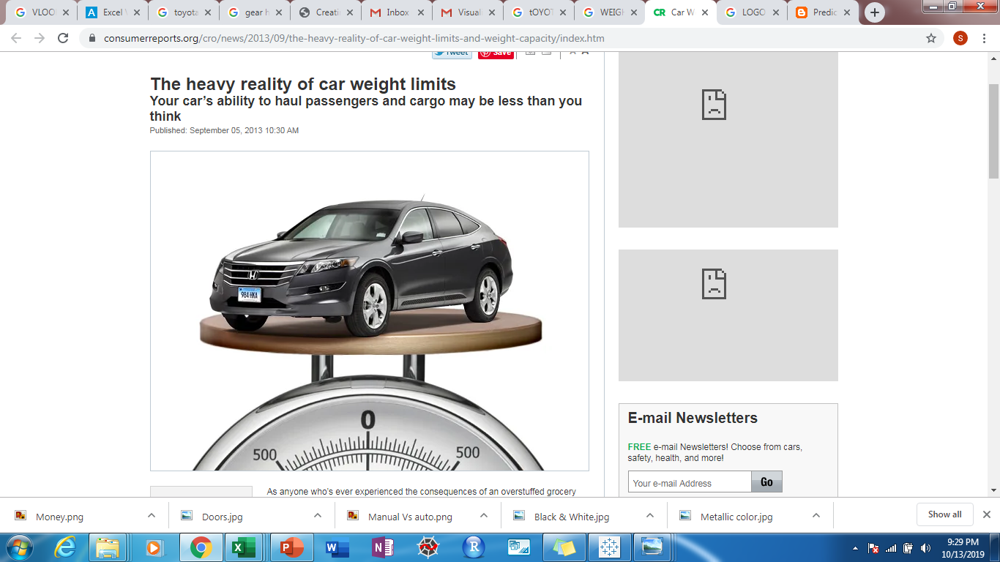 VLOO
Excel
toyota
gear h
Creati
Inbox
Visual
tOYOT
WEIGH
CR Car W
LOGO
Predic
consumerreports.org/cro/news/2013/09/the-heavy-reality-of-car-weight-limits-and-weight-capacity/index.htm
S
Tweet
Save
A A
The heavy reality of car weight limits
Your car's ability to haul passengers and cargo may be less than you
think
Published: September 05, 2013 10:30 AM
984·HKA
0
500
500
As anyone who's ever experienced the consequences of an overstuffed grocery
E-mail Newsletters
FREE e-mail Newsletters! Choose from cars,
safety, health, and more!
Your e-mail Address
Go
Money.png
Doors.jpg
Manual Vs auto.png
Black & White.jpg
Metallic color.jpg
Show all
9:29 PM
10/13/2019